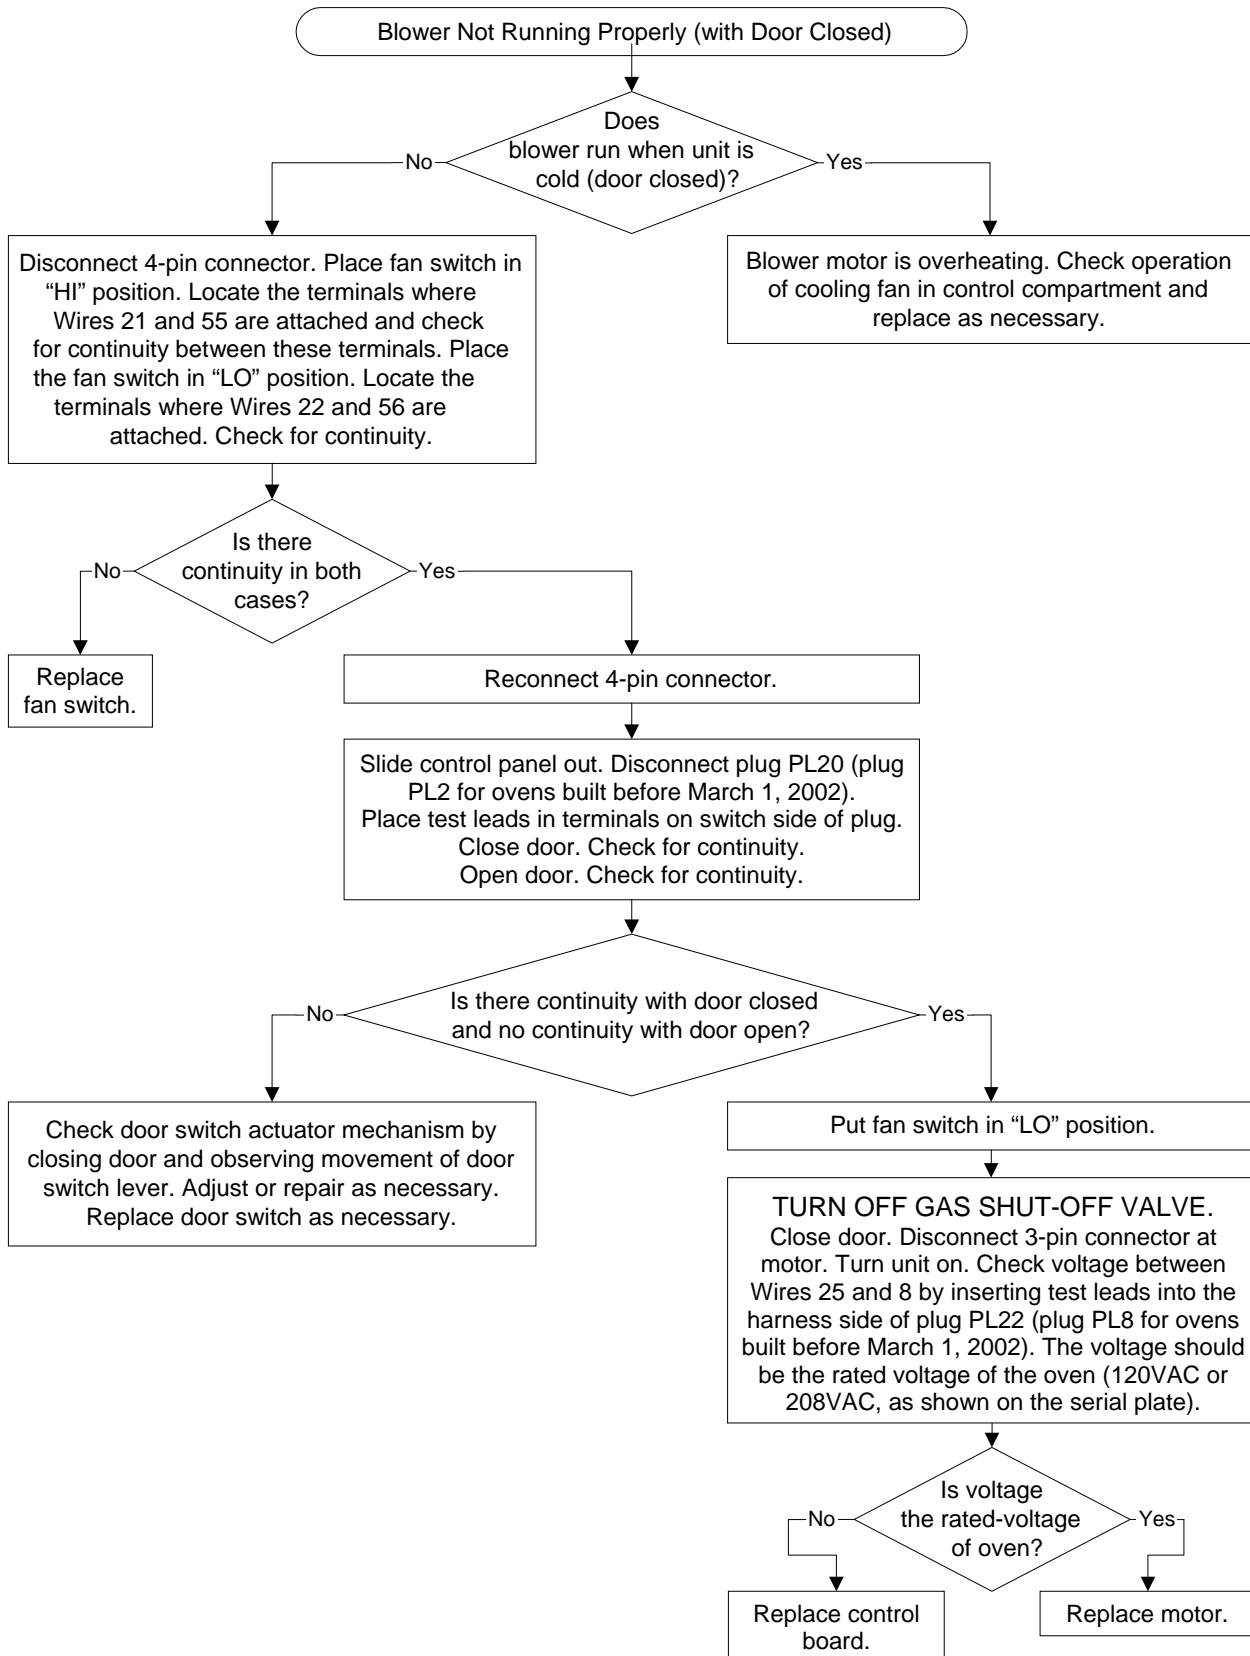 Blower Not Running Properly (with Door Closed)
Does
blower run when unit is
cold (door closed)?
No
Yes
Disconnect 4-pin connector. Place fan switch in
“HI” position. Locate the terminals where
Wires 21 and 55 are attached and check
for continuity between these terminals. Place
the fan switch in “LO” position. Locate the
terminals where Wires 22 and 56 are
attached. Check for continuity.
Blower motor is overheating. Check operation
of cooling fan in control compartment and
replace as necessary.
Is there
continuity in both
cases?
No
Yes
Replace
fan switch.
Reconnect 4-pin connector.
Slide control panel out. Disconnect plug PL20 (plug
PL2 for ovens built before March 1, 2002).
Place test leads in terminals on switch side of plug.
Close door. Check for continuity.
Open door. Check for continuity.
Is there continuity with door closed
and no continuity with door open?
No
Yes
Check door switch actuator mechanism by
closing door and observing movement of door
switch lever. Adjust or repair as necessary.
Replace door switch as necessary.
Put fan switch in “LO” position.
TURN OFF GAS SHUT-OFF VALVE.
Close door. Disconnect 3-pin connector at
motor. Turn unit on. Check voltage between
Wires 25 and 8 by inserting test leads into the
harness side of plug PL22 (plug PL8 for ovens
built before March 1, 2002). The voltage should
be the rated voltage of the oven (120VAC or
208VAC, as shown on the serial plate).
Is voltage
the rated-voltage
of oven?
No
Yes
Replace control
board.
Replace motor.